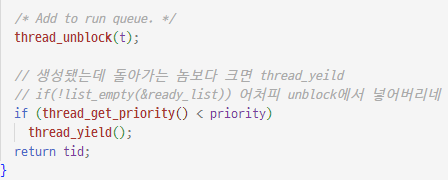 /* Add to run queue. */
thread_unblock(t);
// 생성됐는데 돌아가는 놈보다 크면 thread_yeild
// if(!list_empty(&ready_list)) 어처피 unblock에서 넣어버리네
if (thread_get_priority() < priority)
thread_yield();
return tid;
}